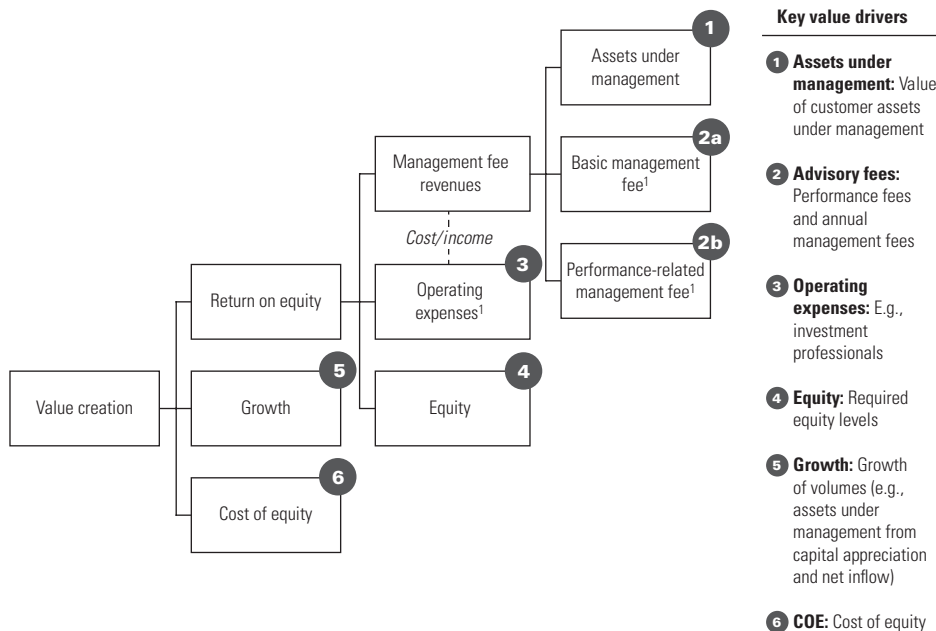 1
Assets under
management
2a
Management fee
revenues
Basic management
fee¹
Cost/income
2b
3
Performance-related
management fee¹
Return on equity
Operating
expenses¹
5
4
Value creation
Growth
Equity
6
Cost of equity
Key value drivers
1 Assets under
management: Value
of customer assets
under management
2 Advisory fees:
Performance fees
and annual
management fees
3 Operating
expenses: E.g.,
investment
professionals
4 Equity: Required
equity levels
5 Growth: Growth
of volumes (e.g.,
assets under
management from
capital appreciation
and net inflow)
6 COE: Cost of equity